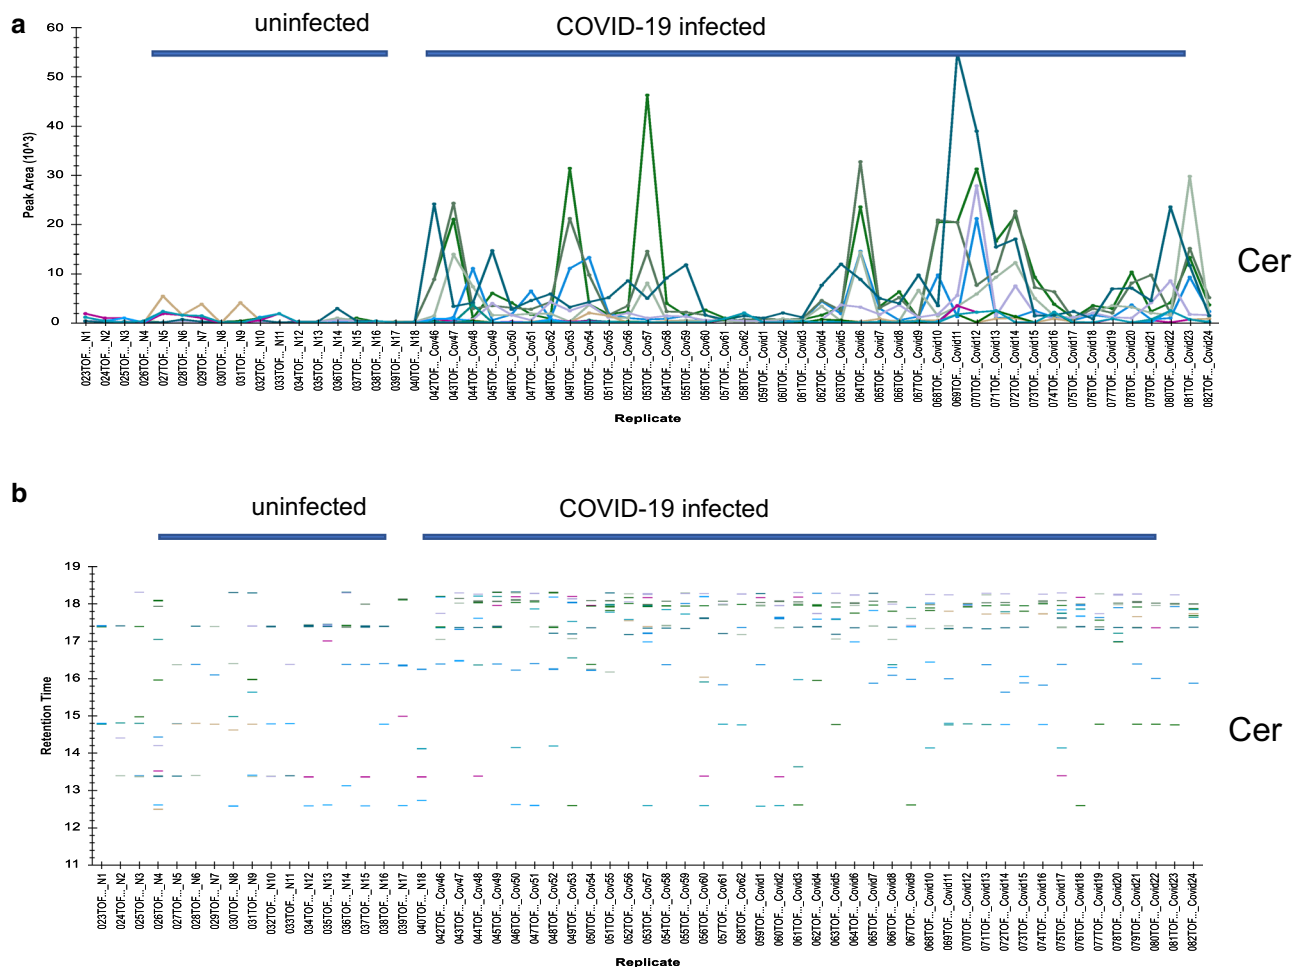 a
uninfected
COVID-19 infected
60
50
40
30
20
10
0
Peak Area (10^3)
Cer
023TOF..._N1
024TOF..._N2
025TOF..._N3
026TOF..._N4
027TOF..._N5
028TOF..._N6
029TOF..._N7
030TOF..._N8
031TOF..._N9
032TOF..._N10
033TOF..._N11
034TOF..._N12
035TOF..._N13
036TOF..._N14
037TOF..._N15
038TOF..._N16
039TOF..._N17
040TOF..._N18
042TOF..._Cov46
043TOF..._Cov47
044TOF..._Cov48
045TOF..._Cov49
046TOF..._Cov50
047TOF..._Cov51
048TOF..._Cov52
049TOF..._Cov53
050TOF..._Cov54
051TOF..._Cov55
052TOF..._Cov56
053TOF..._Cov57
054TOF..._Cov58
055TOF..._Cov59
056TOF..._Cov60
057TOF..._Cov61
058TOF..._Cov62
059TOF..._Covid1
060TOF..._Covid2
061TOF..._Covid3
062TOF..._Covid4
063TOF..._Covid5
064TOF..._Covid6
065TOF..._Covid7
066TOF..._Covid8
067TOF..._Covid9
068TOF..._Covid10
069TOF..._Covid11
070TOF..._Covid12
071TOF..._Covid13
072TOF..._Covid14
073TOF..._Covid15
074TOF..._Covid16
075TOF..._Covid17
076TOF..._Covid18
077TOF..._Covid19
078TOF..._Covid20
079TOF..._Covid21
080TOF..._Covid22
081TOF..._Covid23
082TOF..._Covid24
Replicate
b
uninfected
COVID-19 infected
19
18
17
16
15
14
13
12
11
Retention Time
Cer
023TOF..._N1
024TOF..._N2
025TOF..._N3
026TOF..._N4
027TOF..._N5
028TOF..._N6
029TOF..._N7
030TOF..._N8
031TOF..._N9
032TOF..._N10
033TOF..._N11
034TOF..._N12
035TOF..._N13
036TOF..._N14
037TOF..._N15
038TOF..._N16
039TOF..._N17
040TOF..._N18
042TOF..._Cov46
043TOF..._Cov47
044TOF..._Cov48
045TOF..._Cov49
046TOF..._Cov50
047TOF..._Cov51
048TOF..._Cov52
049TOF..._Cov53
050TOF..._Cov54
051TOF..._Cov55
052TOF..._Cov56
053TOF..._Cov57
054TOF..._Cov58
055TOF..._Cov59
056TOF..._Cov60
057TOF..._Cov61
058TOF..._Cov62
059TOF..._Covid1
060TOF..._Covid2
061TOF..._Covid3
062TOF..._Covid4
063TOF..._Covid5
064TOF..._Covid6
065TOF..._Covid7
066TOF..._Covid8
067TOF..._Covid9
068TOF..._Covid10
069TOF..._Covid11
070TOF..._Covid12
071TOF..._Covid13
072TOF..._Covid14
073TOF..._Covid15
074TOF..._Covid16
075TOF..._Covid17
076TOF..._Covid18
077TOF..._Covid19
078TOF..._Covid20
079TOF..._Covid21
080TOF..._Covid22
081TOF..._Covid23
082TOF..._Covid24
Replicate